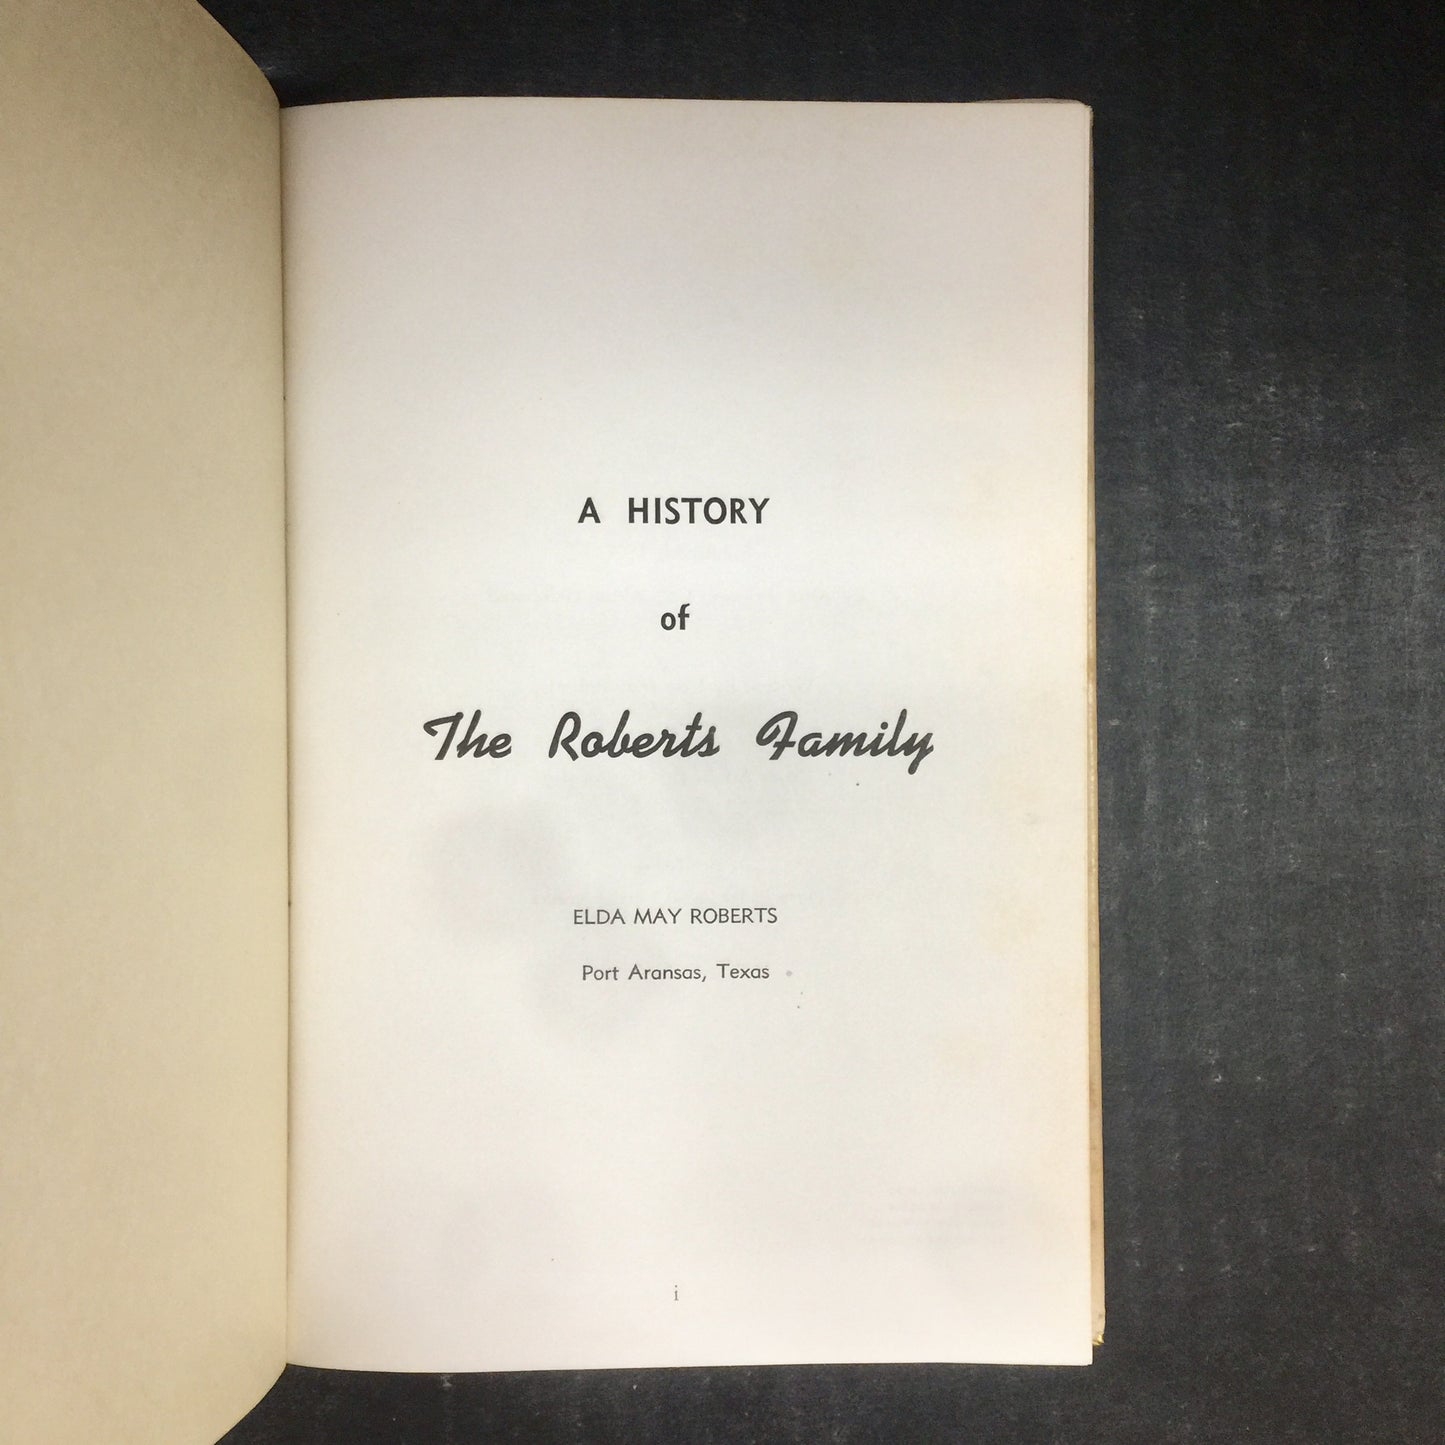 A HISTORY
of
The Roberts Family
ELDA MAY ROBERTS
Port Aransas, Texas
i